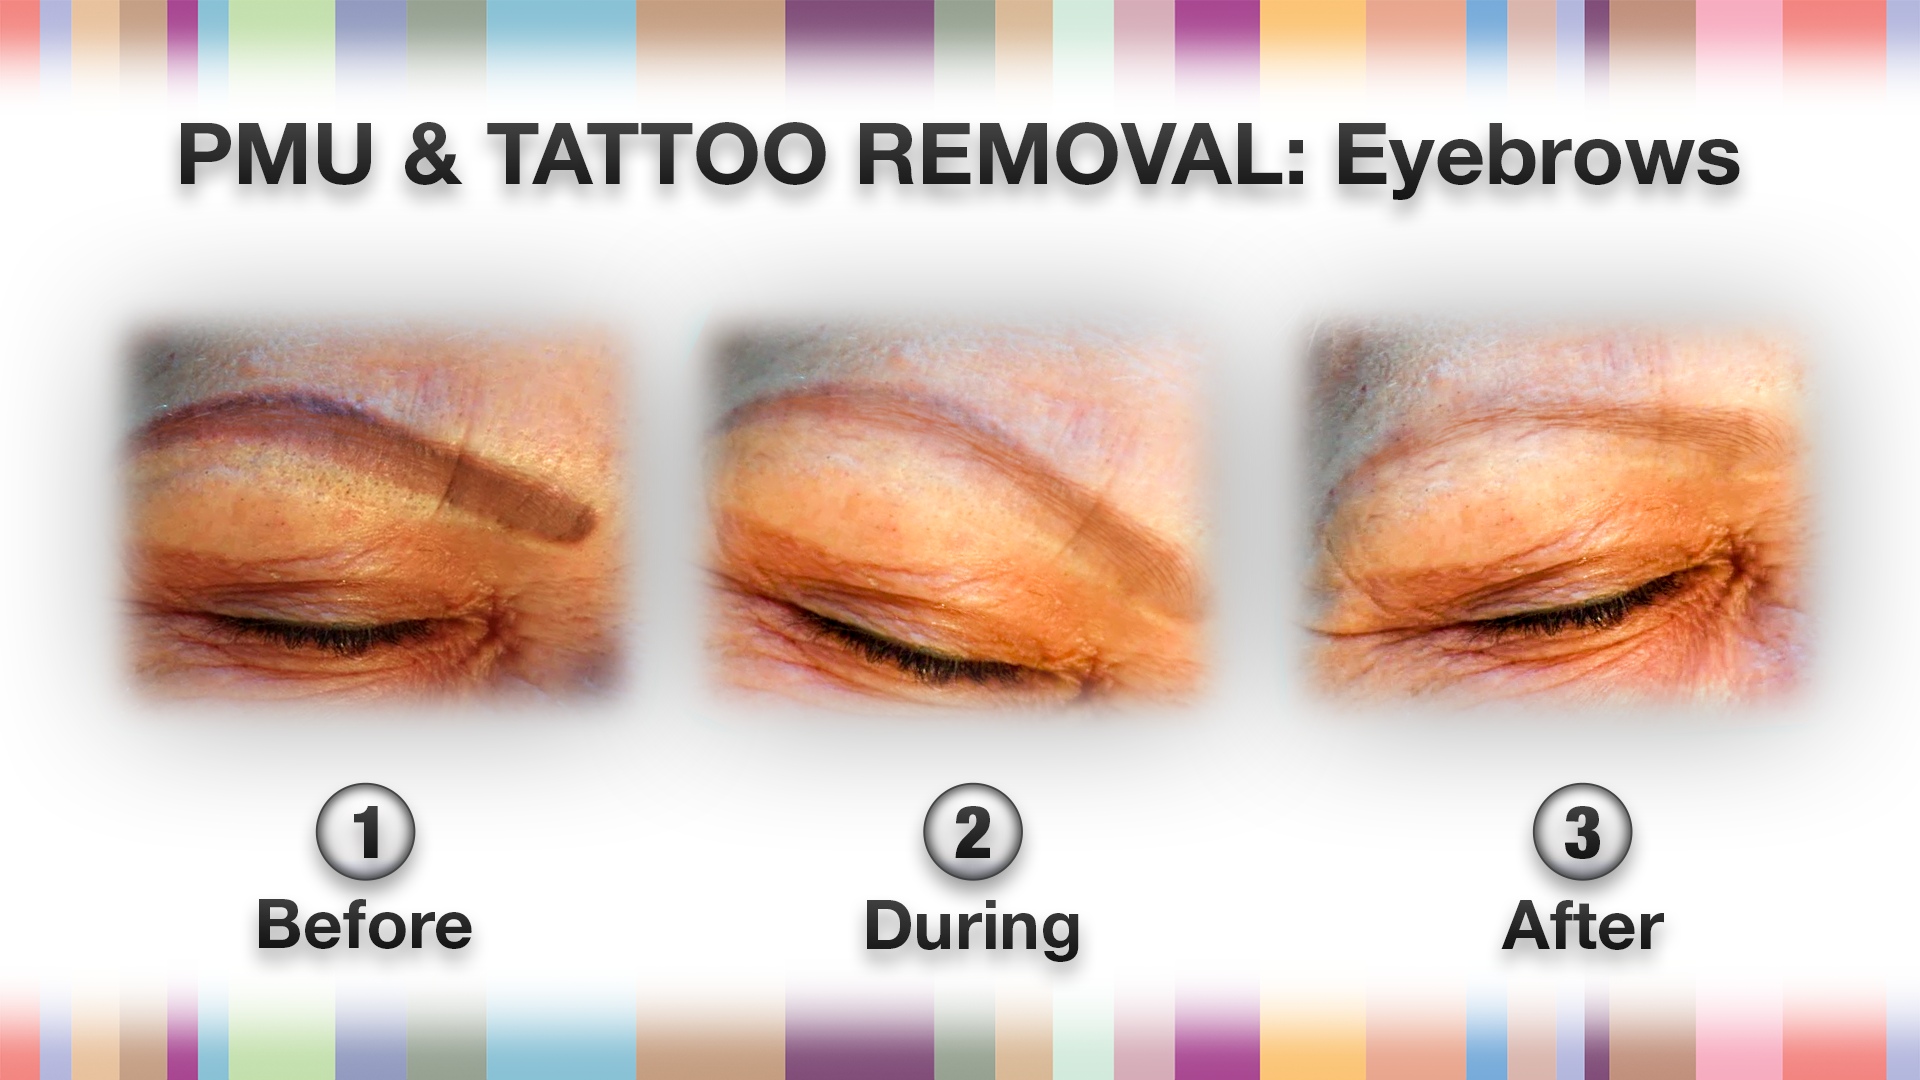 PMU & TATTOO REMOVAL: Eyebrows
1
2
3
Before
During
After